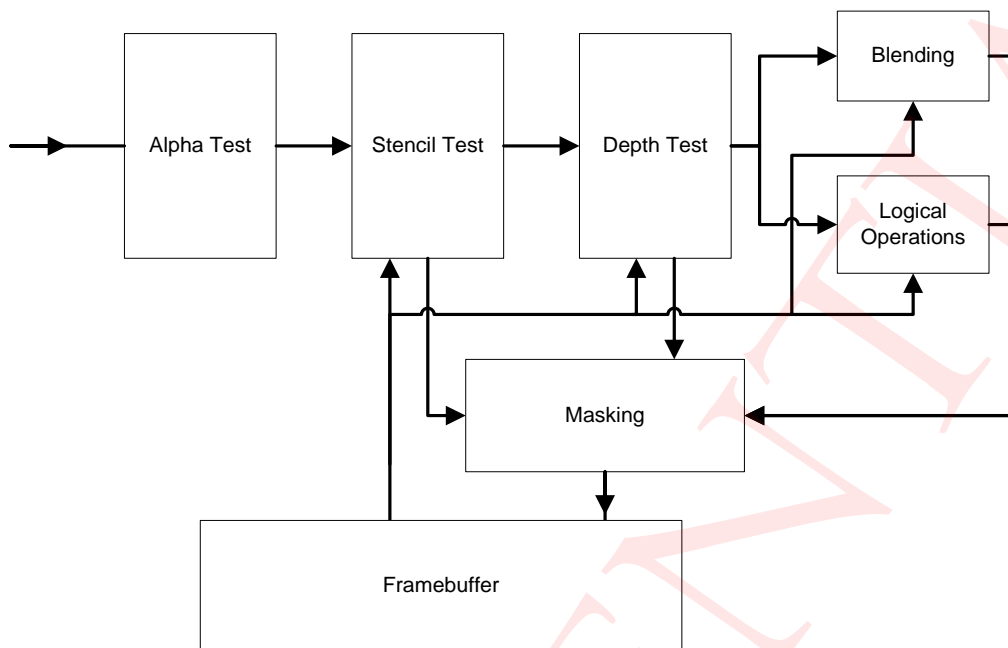 Blending
Alpha Test
Stencil Test
Depth Test
Logical
Operations
Masking
Framebuffer